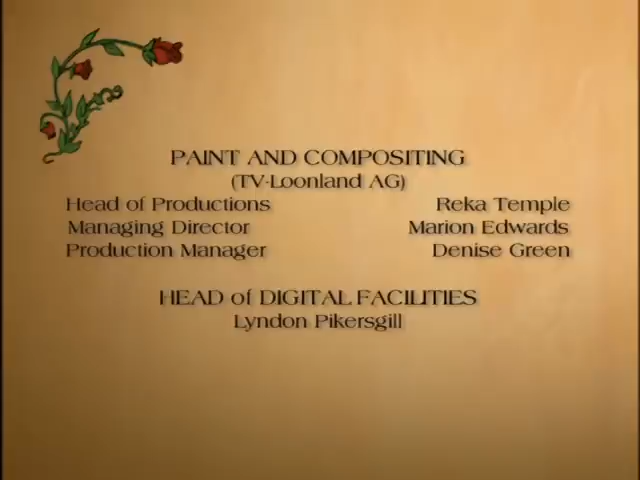 PAINT AND COMPOSITING
(TV-Loonland AG)
Head of Productions Reka Temple
Managing Director Marion Edwards
Production Manager Denise Green
HEAD of DIGITAL FACILITIES
Lyndon Pikersgill